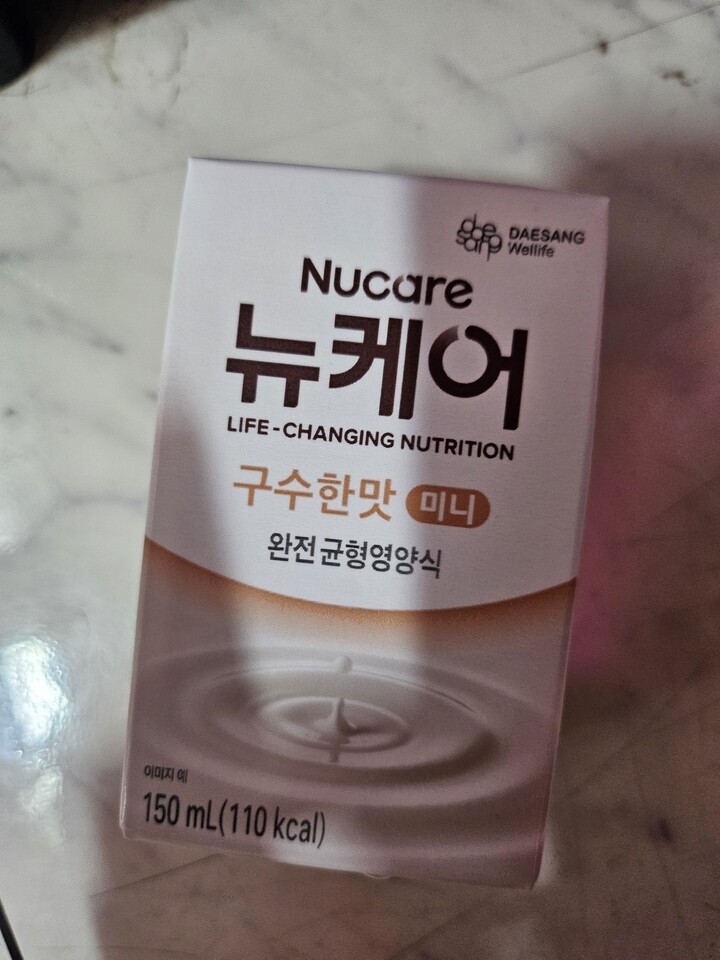 DAESANG
Wellife
Nucare
뉴케어
LIFE-CHANGING NUTRITION
구수한맛 미니
완전균형영양식
이미지 예
150 mL(110 kcal)